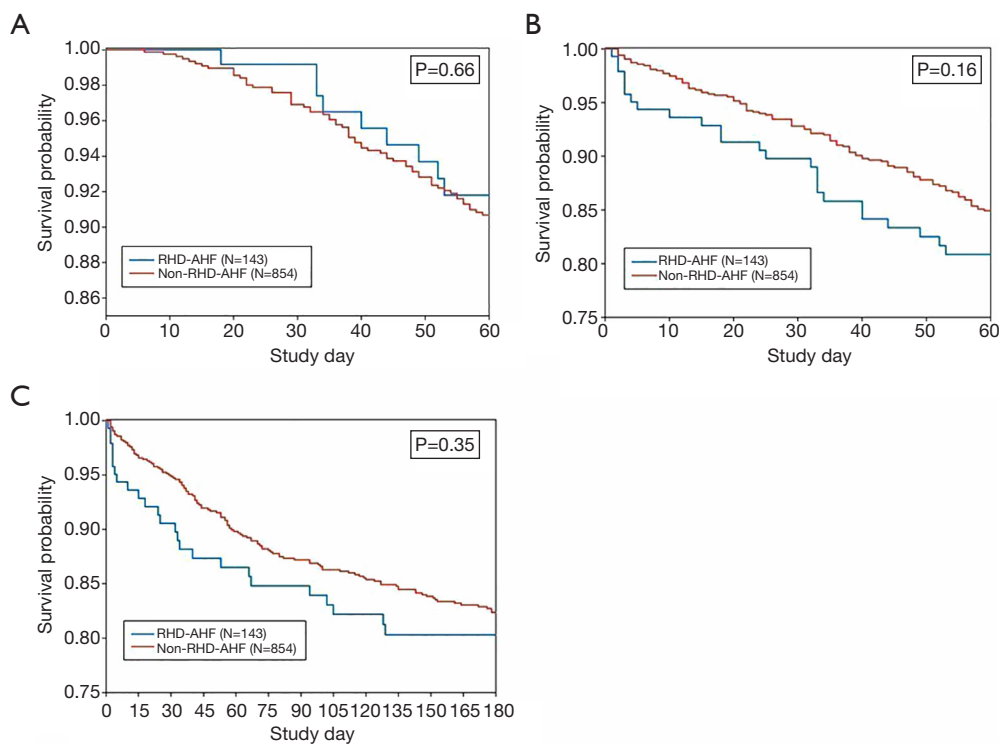 A
1.00
0.98
0.96
0.94
0.92
0.90
0.88
0.86
Survival probability
P=0.66
RHD-AHF (N=143)
Non-RHD-AHF (N=854)
0 10 20 30 40 50 60
Study day
B
1.00
0.95
0.90
0.85
0.80
0.75
Survival probability
P=0.16
RHD-AHF (N=143)
Non-RHD-AHF (N=854)
0 10 20 30 40 50 60
Study day
C
1.00
0.95
0.90
0.85
0.80
0.75
Survival probability
P=0.35
RHD-AHF (N=143)
Non-RHD-AHF (N=854)
0 15 30 45 60 75 90 105 120 135 150 165 180
Study day